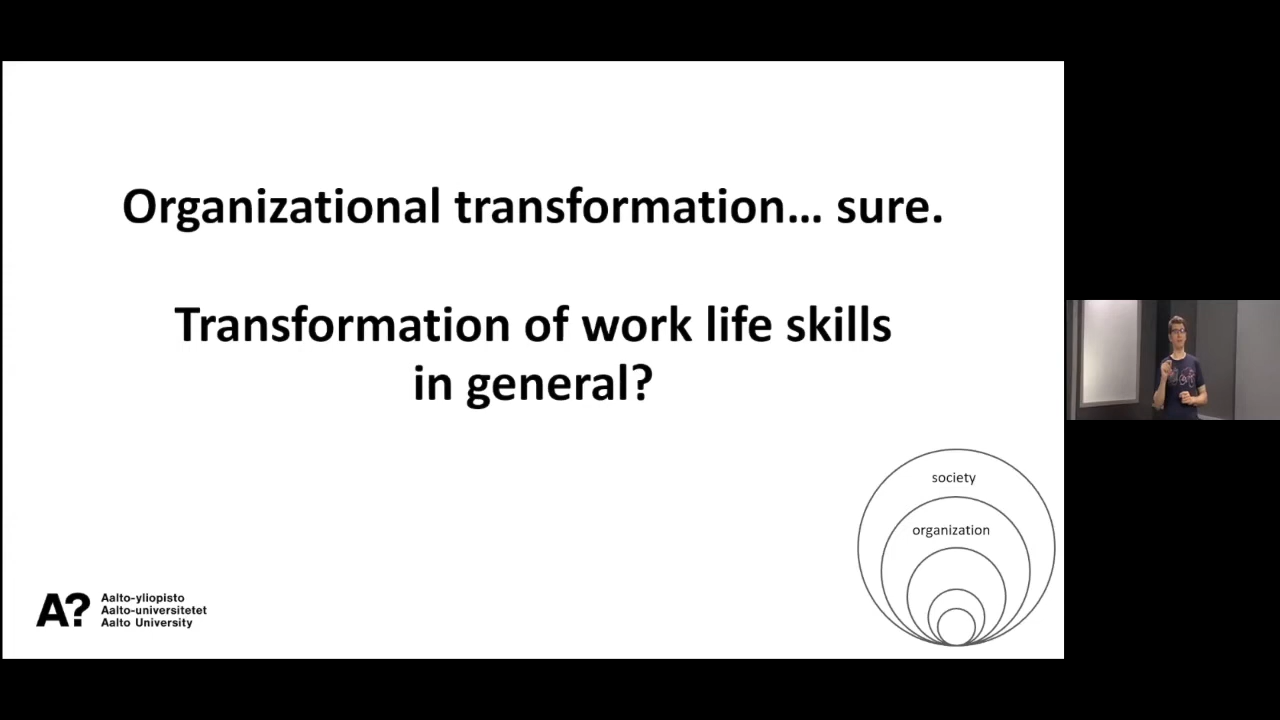 Organizational transformation… sure.
Transformation of work life skills
in general?
society
organization
A?
Aalto-yliopisto
Aalto-universitetet
Aalto University